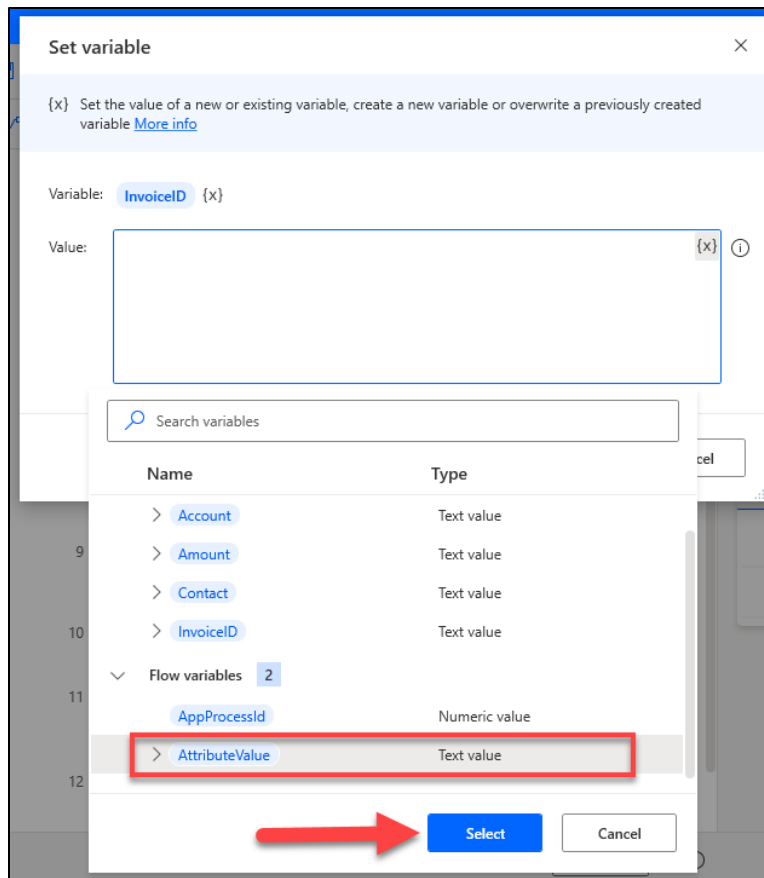 Set variable
{x} Set the value of a new or existing variable, create a new variable or overwrite a previously created
variable More info
Variable: InvoiceID {x}
Value: {x}
Search variables
cel
Name Type
Account Text value
9 Amount Text value
Contact Text value
10 InvoiceID Text value
Flow variables 2
11
AppProcessId Numeric value
AttributeValue Text value
12
Select Cancel